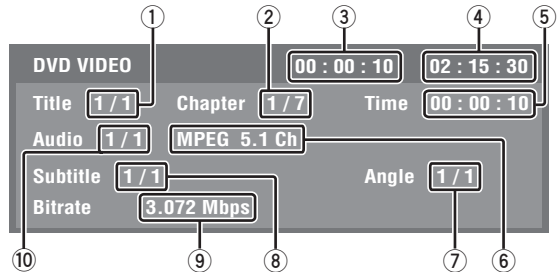 ① ② ③ ④ ⑤
DVD VIDEO 00 : 00 : 10 02 : 15 : 30
Title 1 / 1 Chapter 1 / 7 Time 00 : 00 : 10
Audio 1 / 1 MPEG 5.1 Ch
Subtitle 1 / 1 Angle 1 / 1
Bitrate 3.072 Mbps
⑩ ⑨ ⑧ ⑦ ⑥